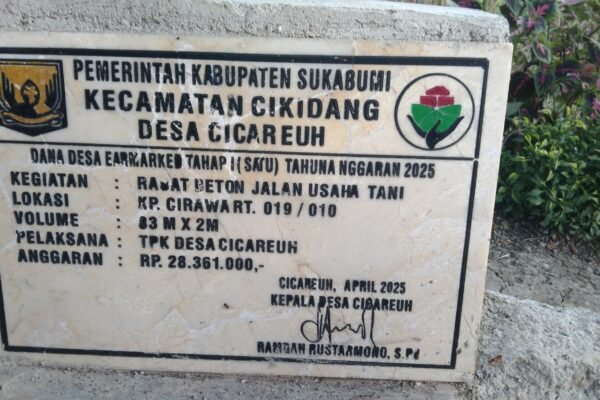 PEMERINTAH KABUPATEN SUKABUMI
KECAMATAN CIKIDANG
DESA CICAREUH
DANA DESA EARMARKED TAHAP I (SATU) TAHUNA NGGARAN 2025
KEGIATAN : RABAT BETON JALAN USAHA TANI
LOKASI : KP. CIRAWA RT. 019 / 010
VOLUME : 83 M X 2M
PELAKSANA : TPK DESA CICAREUH
ANGGARAN : RP. 28.361.000,-
CICAREUH, APRIL 2025
KEPALA DESA CICAREUH
RAMDAN RUSTARMONO, S.Pd